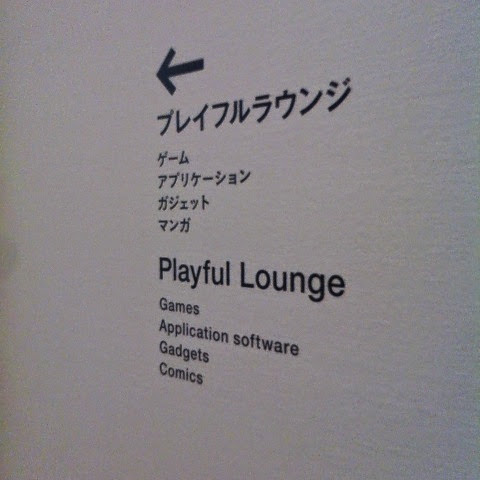 ←
プレイフルラウンジ
ゲーム
アプリケーション
ガジェット
マンガ
Playful Lounge
Games
Application software
Gadgets
Comics